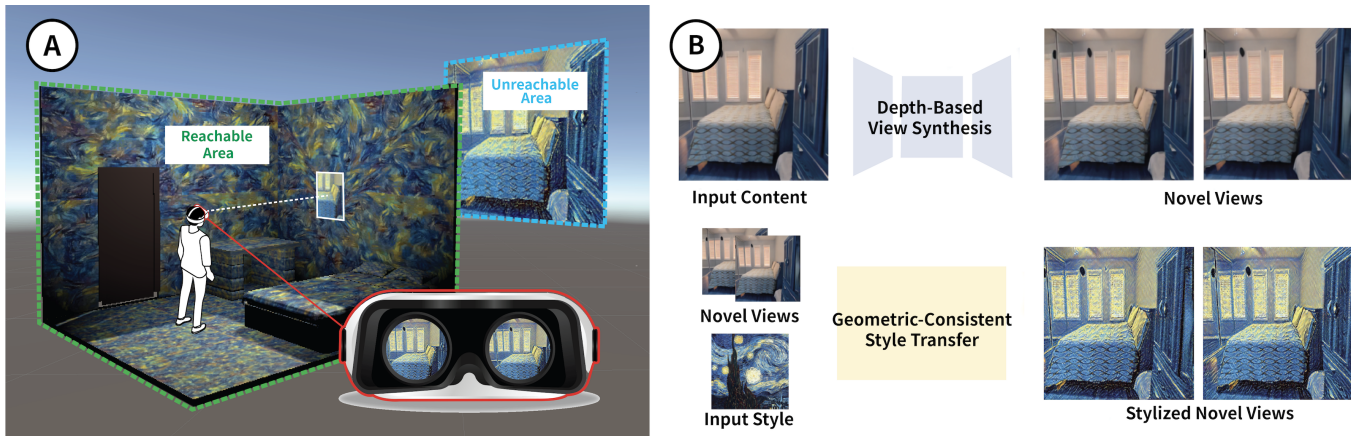 A
Unreachable
Area
Reachable
Area
B
Input Content
Depth-Based
View Synthesis
Novel Views
Novel Views
Input Style
Geometric-Consistent
Style Transfer
Stylized Novel Views